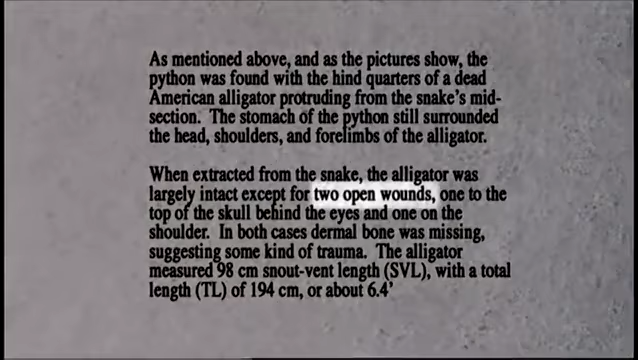 As mentioned above, and as the pictures show, the
python was found with the hind quarters of a dead
American alligator protruding from the snake's mid-
section. The stomach of the python still surrounded
the head, shoulders, and forelimbs of the alligator.
When extracted from the snake, the alligator was
largely intact except for two open wounds, one to the
top of the skull behind the eyes and one on the
shoulder. In both cases dermal bone was missing,
suggesting some kind of trauma. The alligator
measured 98 cm snout-vent length (SVL), with a total
length (TL) of 194 cm, or about 6.4'